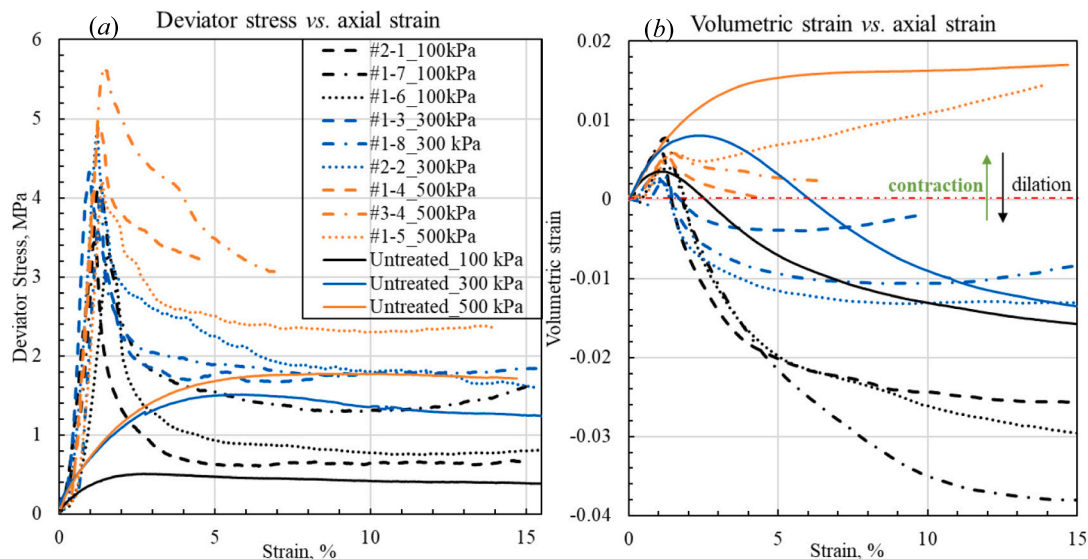 (a)
Deviator stress vs. axial strain
Deviator Stress, MPa
6
5
4
3
2
1
0
0
5
10
15
Strain, %
#2-1_100kPa
#1-7_100kPa
#1-6_100kPa
#1-3_300kPa
#1-8_300 kPa
#2-2_300kPa
#1-4_500kPa
#3-4_500kPa
#1-5_500kPa
Untreated_100 kPa
Untreated_300 kPa
Untreated_500 kPa
(b)
Volumetric strain vs. axial strain
Volumetric strain
0.02
0.01
0
-0.01
-0.02
-0.03
-0.04
contraction
dilation
0
5
10
15
Strain, %